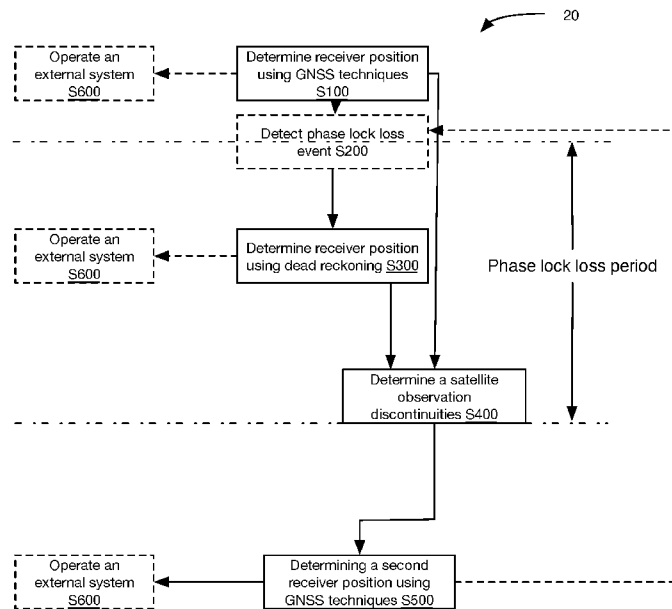 20
Operate an
external system
S600
Determine receiver position
using GNSS techniques
S100
Detect phase lock loss
event S200
Operate an
external system
S600
Determine receiver position
using dead reckoning S300
Phase lock loss period
Determine a satellite
observation
discontinuities S400
Operate an
external system
S600
Determining a second
receiver position using
GNSS techniques S500